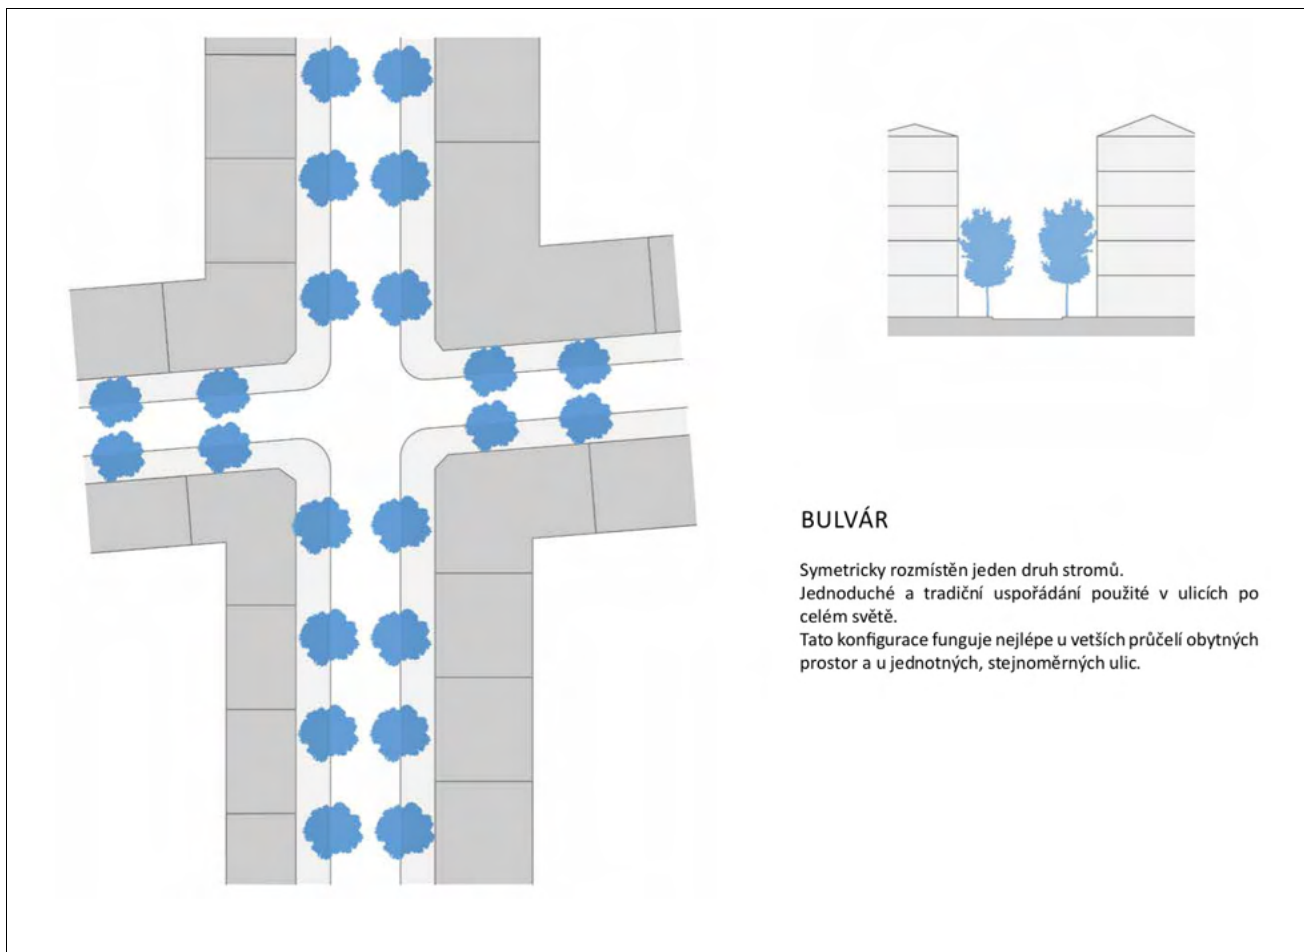 BULVÁR
Symetricky rozmístěn jeden druh stromů.
Jednoduché a tradiční uspořádání použité v ulicích po
celém světě.
Tato konfigurace funguje nejlépe u vetších průčelí obytných
prostor a u jednotných, stejnoměrných ulic.